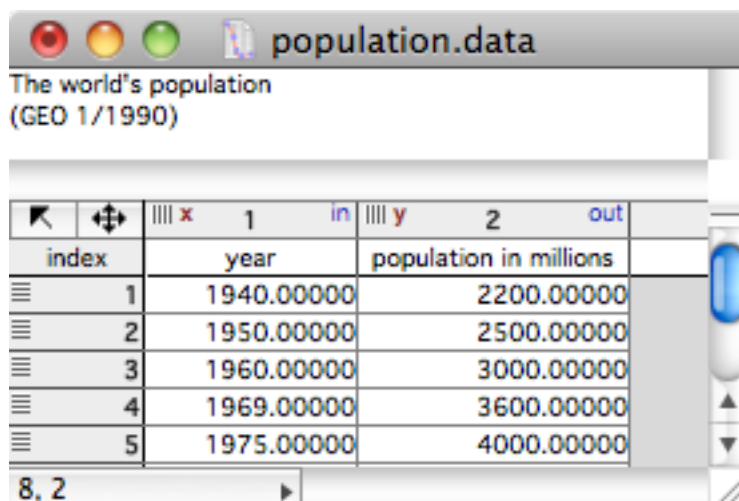 population.data
The world's population
(GEO 1/1990)
x 1 in y 2 out
index year population in millions
1 1940.00000 2200.00000
2 1950.00000 2500.00000
3 1960.00000 3000.00000
4 1969.00000 3600.00000
5 1975.00000 4000.00000
8, 2